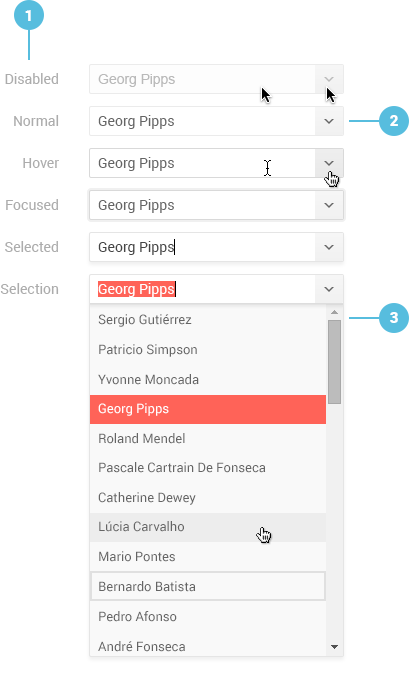 1
Disabled Georg Pipps
Normal Georg Pipps 2
Hover Georg Pipps
Focused Georg Pipps
Selected Georg Pipps
Selection Georg Pipps
Sergio Gutiérrez 3
Patricio Simpson
Yvonne Moncada
Georg Pipps
Roland Mendel
Pascale Cartrain De Fonseca
Catherine Dewey
Lúcia Carvalho
Mario Pontes
Bernardo Batista
Pedro Afonso
André Fonseca